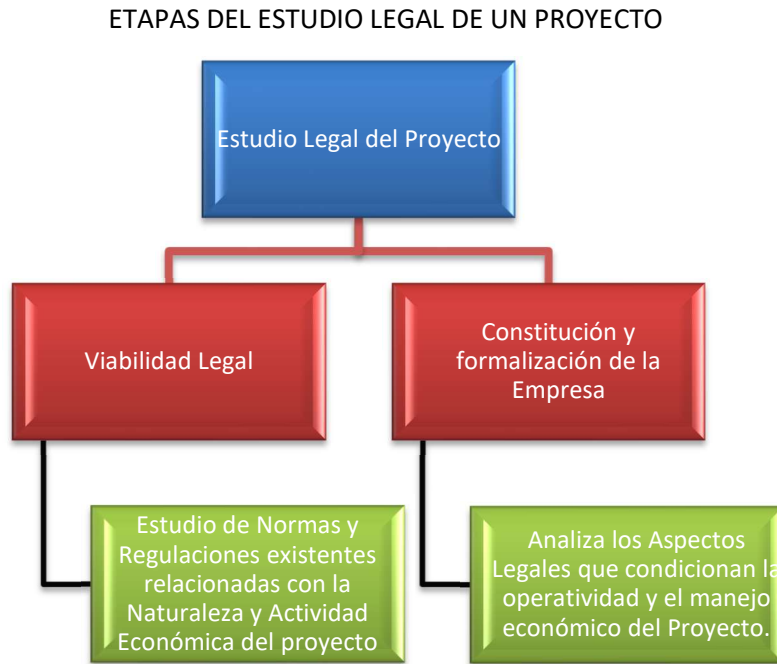 ETAPAS DEL ESTUDIO LEGAL DE UN PROYECTO
Estudio Legal del Proyecto
Viabilidad Legal
Constitución y
formalización de la
Empresa
Estudio de Normas y
Regulaciones existentes
relacionadas con la
Naturaleza y Actividad
Económica del proyecto
Analiza los Aspectos
Legales que condicionan la
operatividad y el manejo
económico del Proyecto.